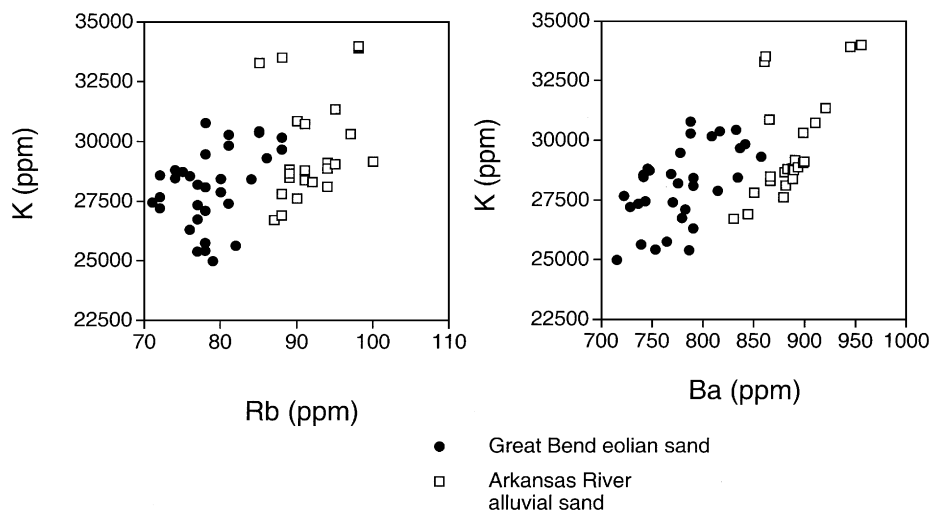 35000
32500
30000
27500
25000
22500
K (ppm)
70 80 90 100 110
Rb (ppm)
35000
32500
30000
27500
25000
22500
K (ppm)
700 750 800 850 900 950 1000
Ba (ppm)
Great Bend eolian sand
Arkansas River
alluvial sand